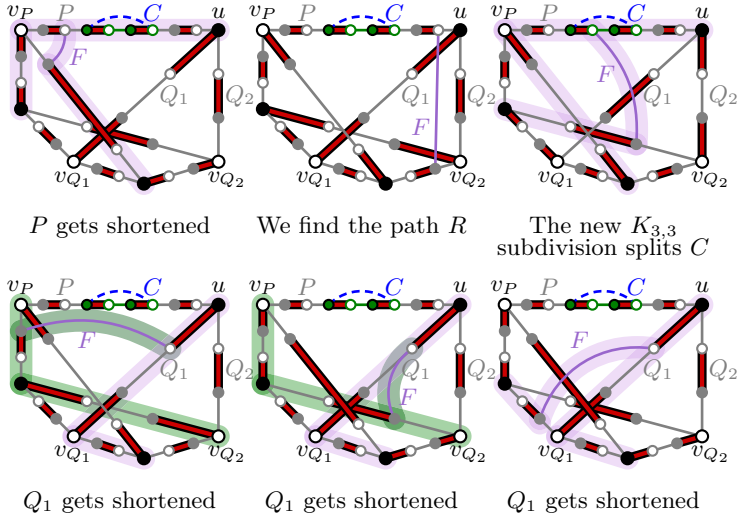 v_P P C u
F Q_1 Q_2
v_{Q_1} v_{Q_2}
P gets shortened
v_P P C u
Q_1 Q_2
F
v_{Q_1} v_{Q_2}
We find the path R
v_P P C u
F Q_1 Q_2
v_{Q_1} v_{Q_2}
The new K_{3,3}
subdivision splits C
v_P P C u
F Q_1 Q_2
v_{Q_1} v_{Q_2}
Q_1 gets shortened
v_P P C u
Q_1 Q_2
F
v_{Q_1} v_{Q_2}
Q_1 gets shortened
v_P P C u
F Q_1 Q_2
v_{Q_1} v_{Q_2}
Q_1 gets shortened